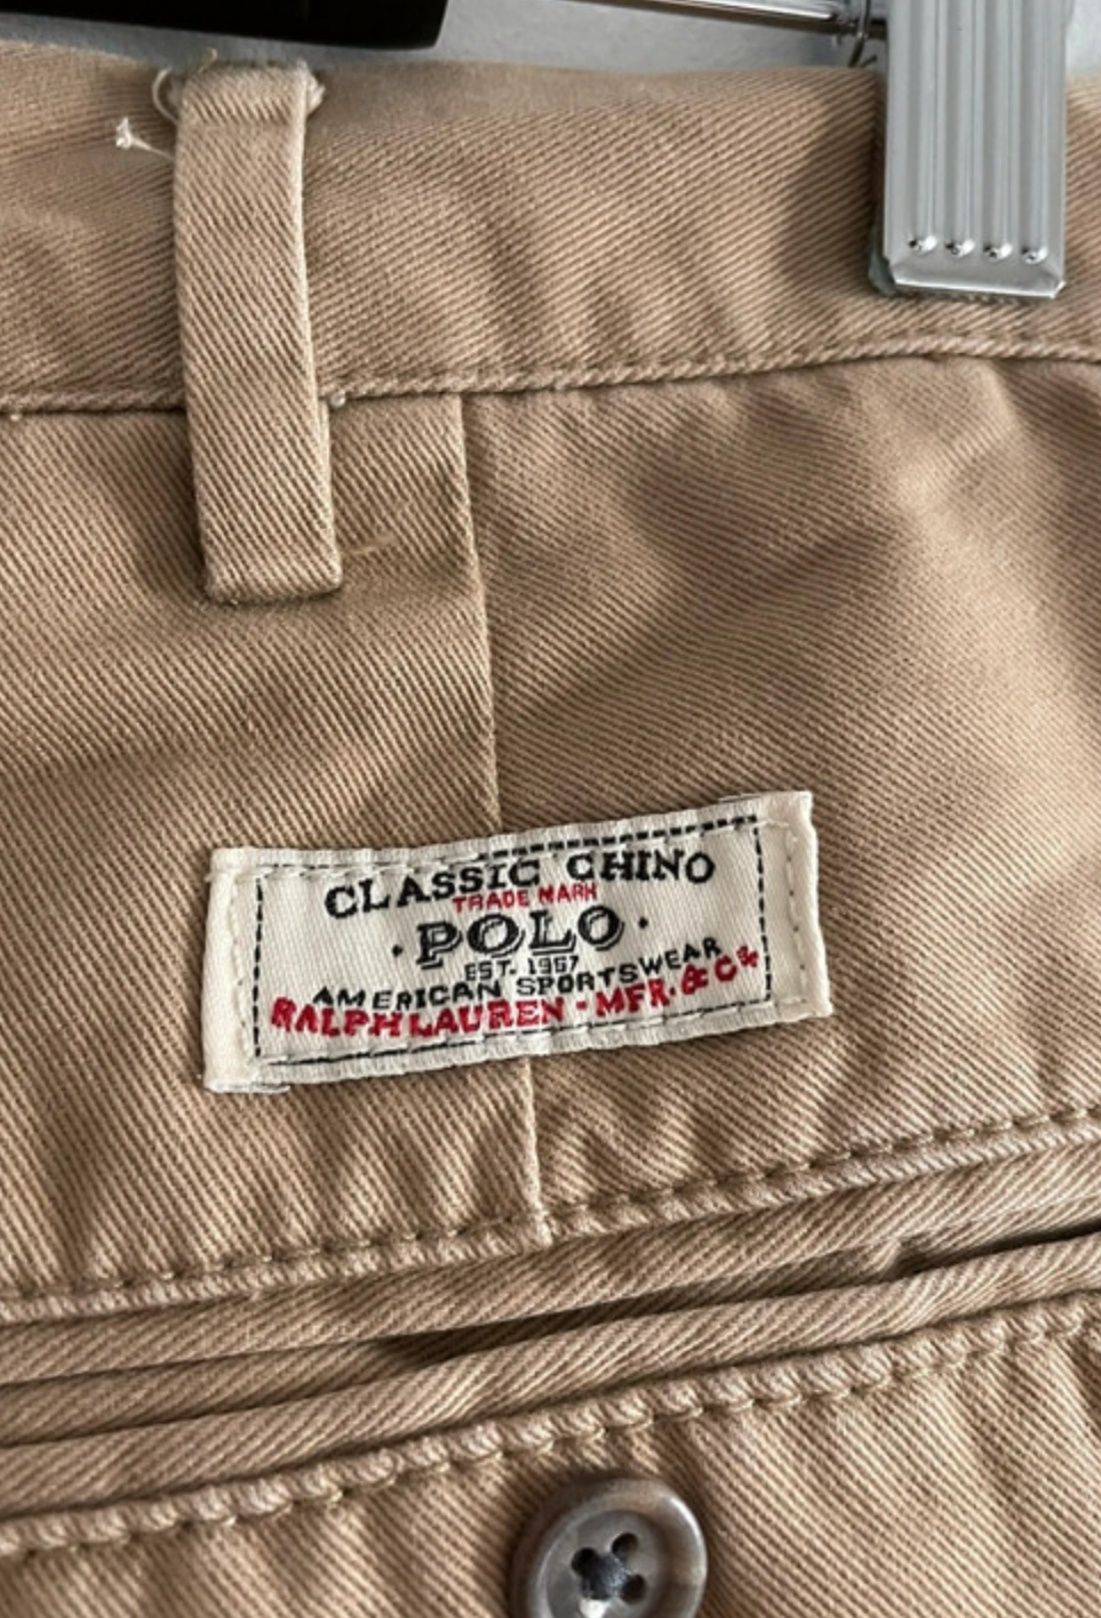 CLASSIC CHINO
TRADE MARK
· POLO ·
EST. 1967
AMERICAN SPORTSWEAR
RALPH LAUREN - MFR. & Co